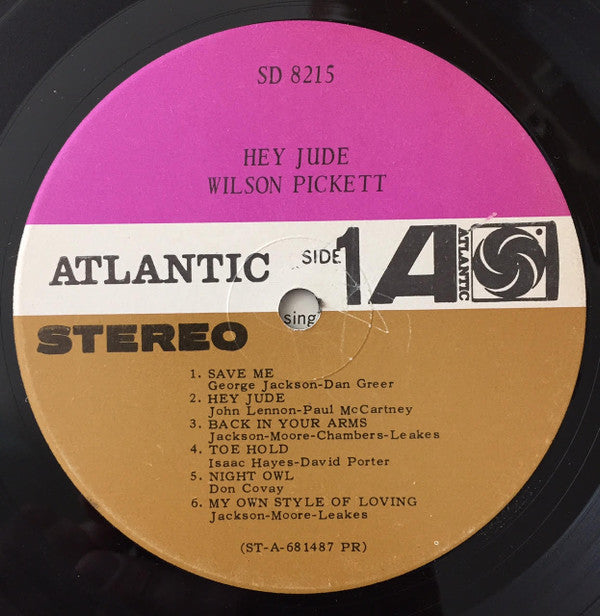 SD 8215
HEY JUDE
WILSON PICKETT
ATLANTIC
SIDE 1
A
ATLANTIC
sing
STEREO
1. SAVE ME
George Jackson-Dan Greer
2. HEY JUDE
John Lennon-Paul McCartney
3. BACK IN YOUR ARMS
Jackson-Moore-Chambers-Leakes
4. TOE HOLD
Isaac Hayes-David Porter
5. NIGHT OWL
Don Covay
6. MY OWN STYLE OF LOVING
Jackson-Moore-Leakes
(ST-A-681487 PR)